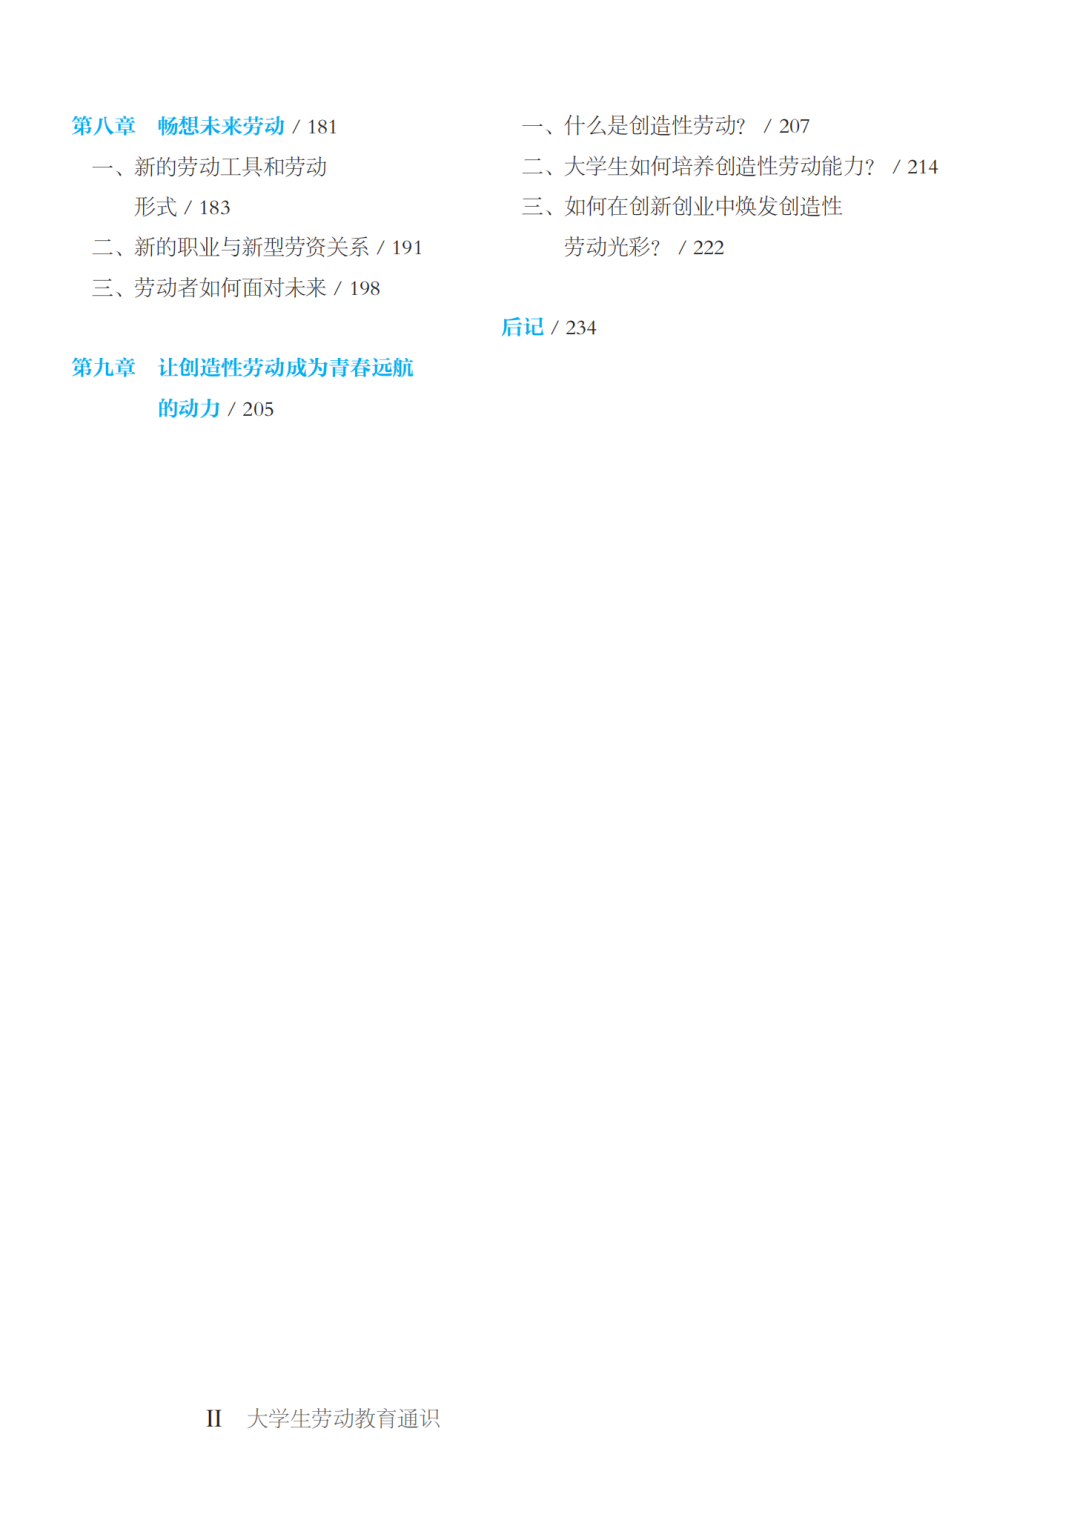 第八章　畅想未来劳动 / 181
一、新的劳动工具和劳动
形式 / 183
二、新的职业与新型劳资关系 / 191
三、劳动者如何面对未来 / 198
第九章　让创造性劳动成为青春远航
的动力 / 205
一、什么是创造性劳动？ / 207
二、大学生如何培养创造性劳动能力？ / 214
三、如何在创新创业中焕发创造性
劳动光彩？ / 222
后记 / 234
II　大学生劳动教育通识